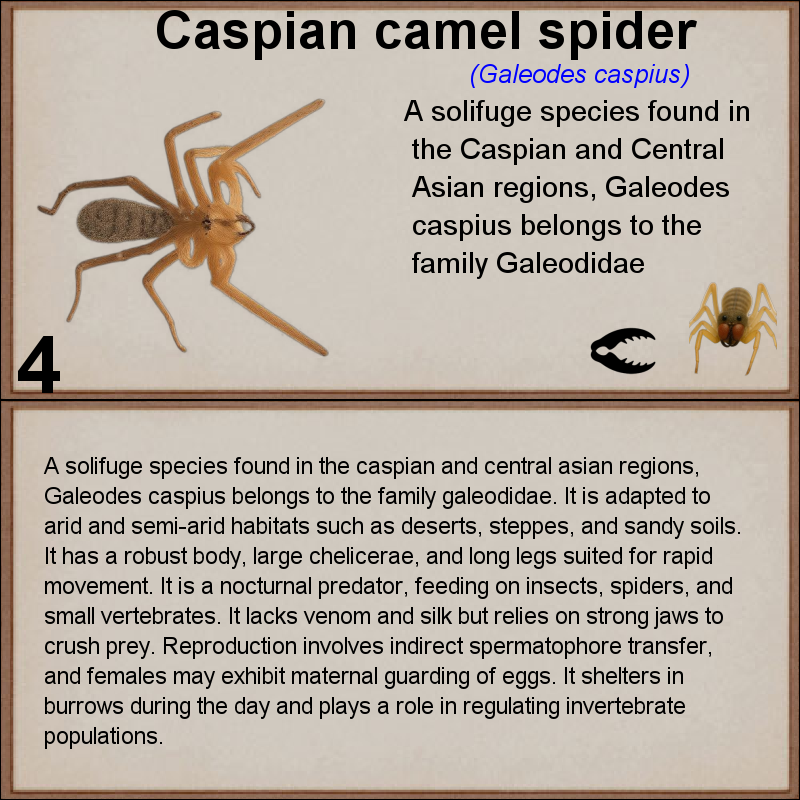 Caspian camel spider
(Galeodes caspius)
A solifuge species found in
the Caspian and Central
Asian regions, Galeodes
caspius belongs to the
family Galeodidae
4
A solifuge species found in the caspian and central asian regions,
Galeodes caspius belongs to the family galeodidae. It is adapted to
arid and semi-arid habitats such as deserts, steppes, and sandy soils.
It has a robust body, large chelicerae, and long legs suited for rapid
movement. It is a nocturnal predator, feeding on insects, spiders, and
small vertebrates. It lacks venom and silk but relies on strong jaws to
crush prey. Reproduction involves indirect spermatophore transfer,
and females may exhibit maternal guarding of eggs. It shelters in
burrows during the day and plays a role in regulating invertebrate
populations.